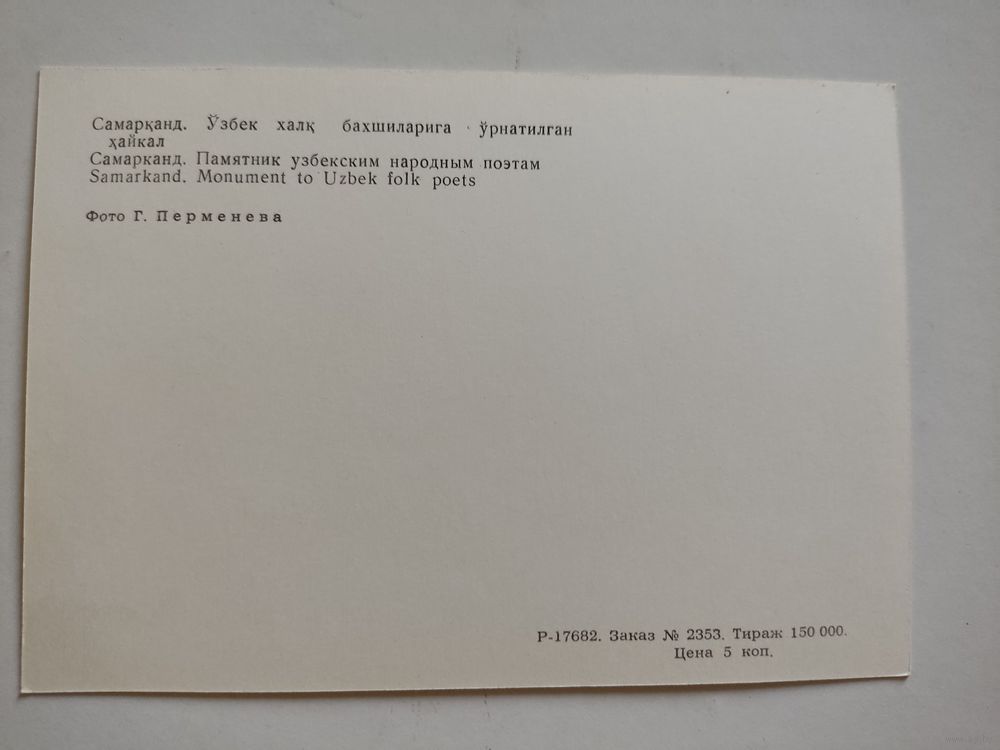 Самарқанд. Ўзбек халқ бахшиларига ўрнатилган
ҳайкал
Самарканд. Памятник узбекским народным поэтам
Samarkand. Monument to Uzbek folk poets
Фото Г. Перменева
Р-17682. Заказ № 2353. Тираж 150 000.
Цена 5 коп.